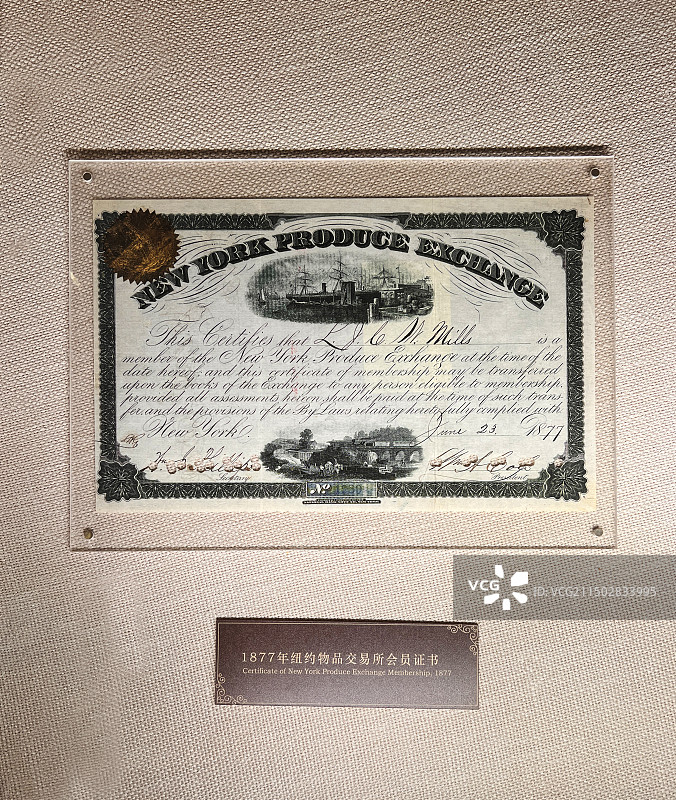 NEW YORK PRODUCE EXCHANGE
This Certifies that L J C W. Mills is a
member of the New York Produce Exchange at the time of the
date hereof; and this certificate of membership may be transferred
upon the books of the Exchange to any person eligible to membership,
provided all assessments hereon shall be paid at the time of such trans-
fer and the provisions of the By Laws relating hereto fully complied with
New York. June 23. 1877
Secretary President
No
VCG ID:VCG211502833995
1877年纽约物品交易所会员证书
Certificate of New York Produce Exchange Membership, 1877